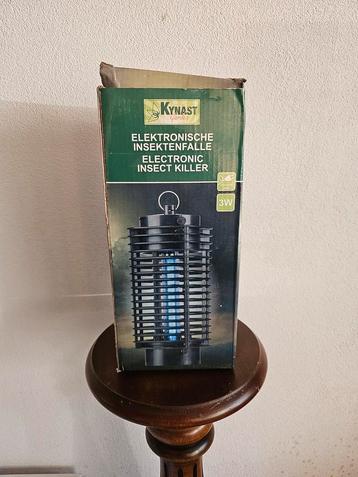 KYNAST
Garden
ELEKTRONISCHE
INSEKTENFALLE
ELECTRONIC
INSECT KILLER
3W